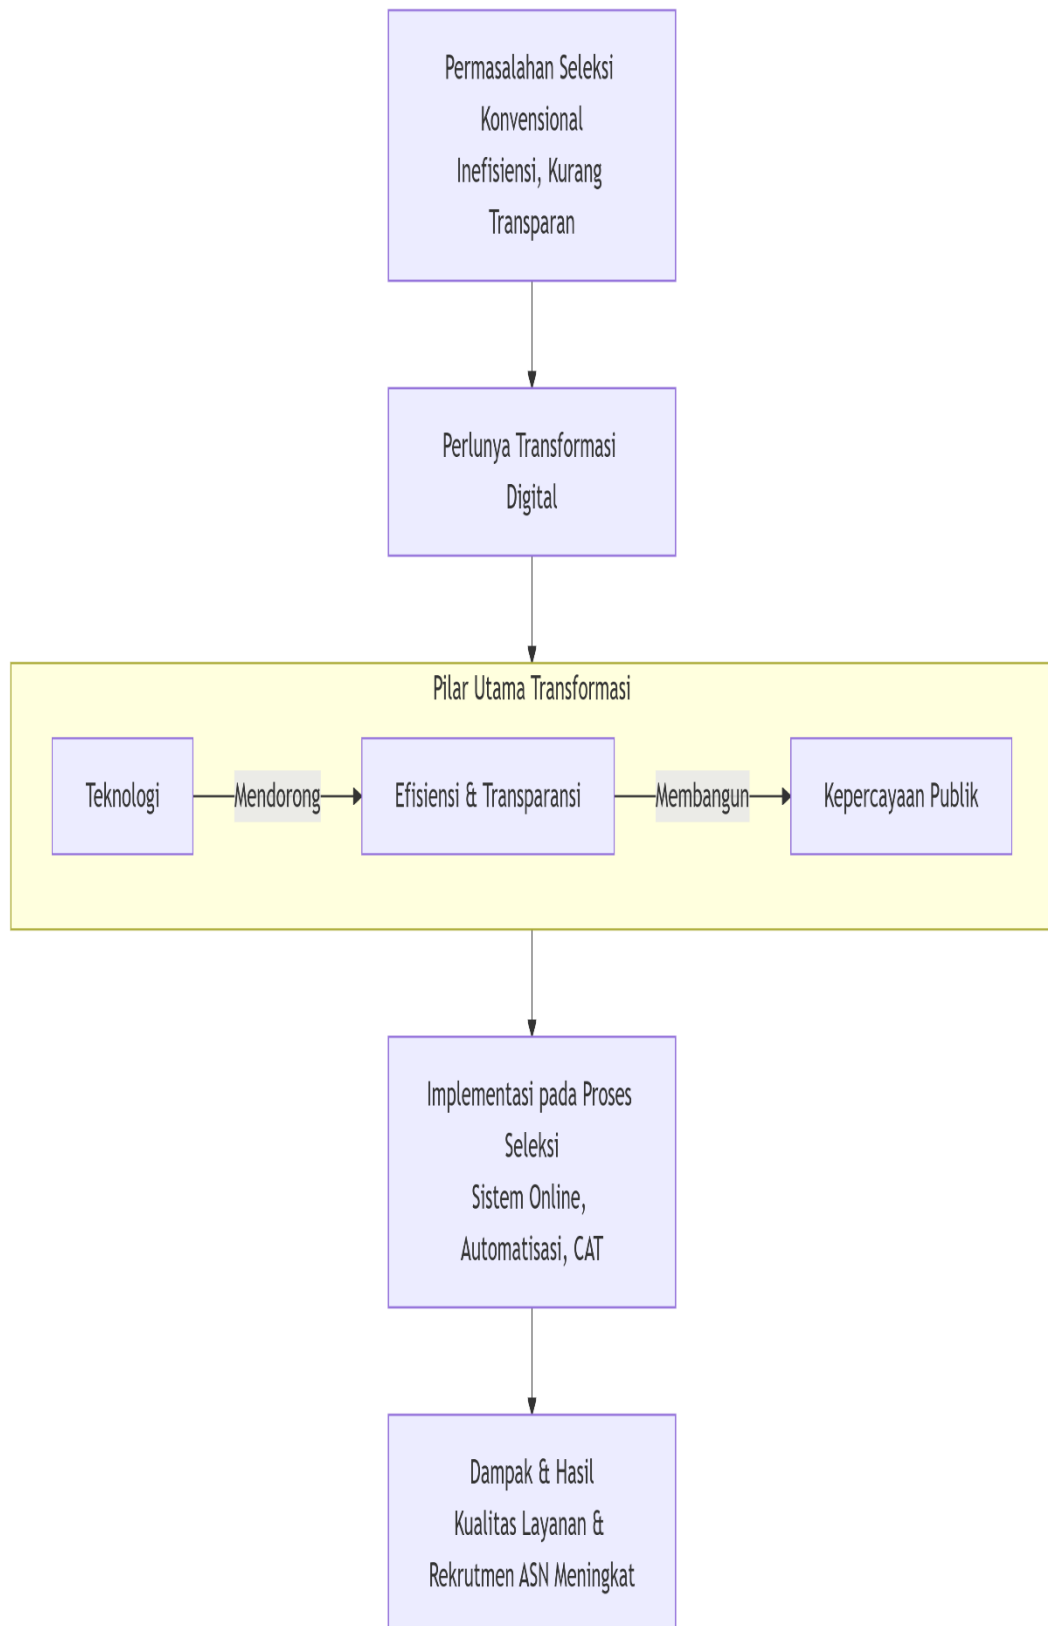 Permasalahan Seleksi
Konvensional
Inefisiensi, Kurang
Transparan
Perlunya Transformasi
Digital
Pilar Utama Transformasi
Teknologi
Mendorong
Efisiensi & Transparansi
Membangun
Kepercayaan Publik
Implementasi pada Proses
Seleksi
Sistem Online,
Automatisasi, CAT
Dampak & Hasil
Kualitas Layanan &
Rekrutmen ASN Meningkat